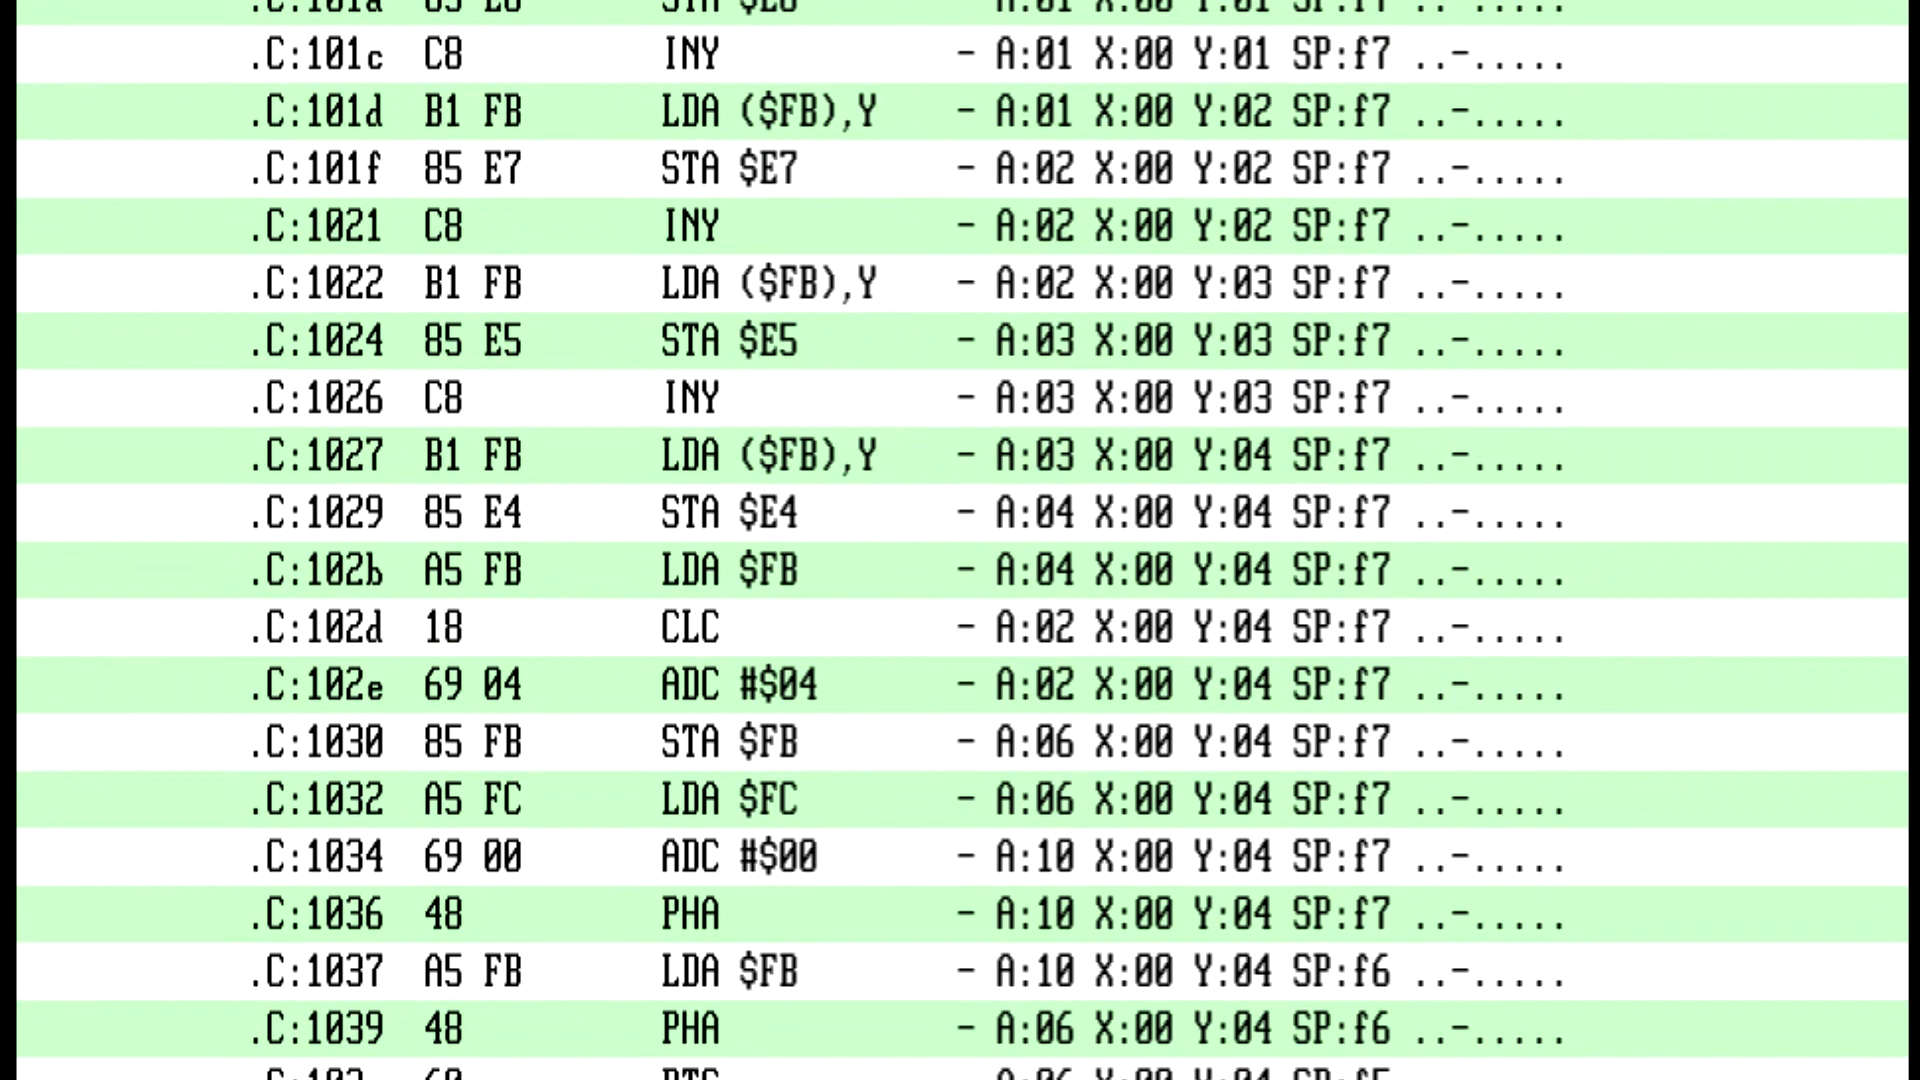 .C:101c  C8          INY            - A:01 X:00 Y:01 SP:f7 ..-.....
.C:101d  B1 FB       LDA ($FB),Y    - A:01 X:00 Y:02 SP:f7 ..-.....
.C:101f  85 E7       STA $E7        - A:02 X:00 Y:02 SP:f7 ..-.....
.C:1021  C8          INY            - A:02 X:00 Y:02 SP:f7 ..-.....
.C:1022  B1 FB       LDA ($FB),Y    - A:02 X:00 Y:03 SP:f7 ..-.....
.C:1024  85 E5       STA $E5        - A:03 X:00 Y:03 SP:f7 ..-.....
.C:1026  C8          INY            - A:03 X:00 Y:03 SP:f7 ..-.....
.C:1027  B1 FB       LDA ($FB),Y    - A:03 X:00 Y:04 SP:f7 ..-.....
.C:1029  85 E4       STA $E4        - A:04 X:00 Y:04 SP:f7 ..-.....
.C:102b  A5 FB       LDA $FB        - A:04 X:00 Y:04 SP:f7 ..-.....
.C:102d  18          CLC            - A:02 X:00 Y:04 SP:f7 ..-.....
.C:102e  69 04       ADC #$04       - A:02 X:00 Y:04 SP:f7 ..-.....
.C:1030  85 FB       STA $FB        - A:06 X:00 Y:04 SP:f7 ..-.....
.C:1032  A5 FC       LDA $FC        - A:06 X:00 Y:04 SP:f7 ..-.....
.C:1034  69 00       ADC #$00       - A:10 X:00 Y:04 SP:f7 ..-.....
.C:1036  48          PHA            - A:10 X:00 Y:04 SP:f7 ..-.....
.C:1037  A5 FB       LDA $FB        - A:10 X:00 Y:04 SP:f6 ..-.....
.C:1039  48          PHA            - A:06 X:00 Y:04 SP:f6 ..-.....